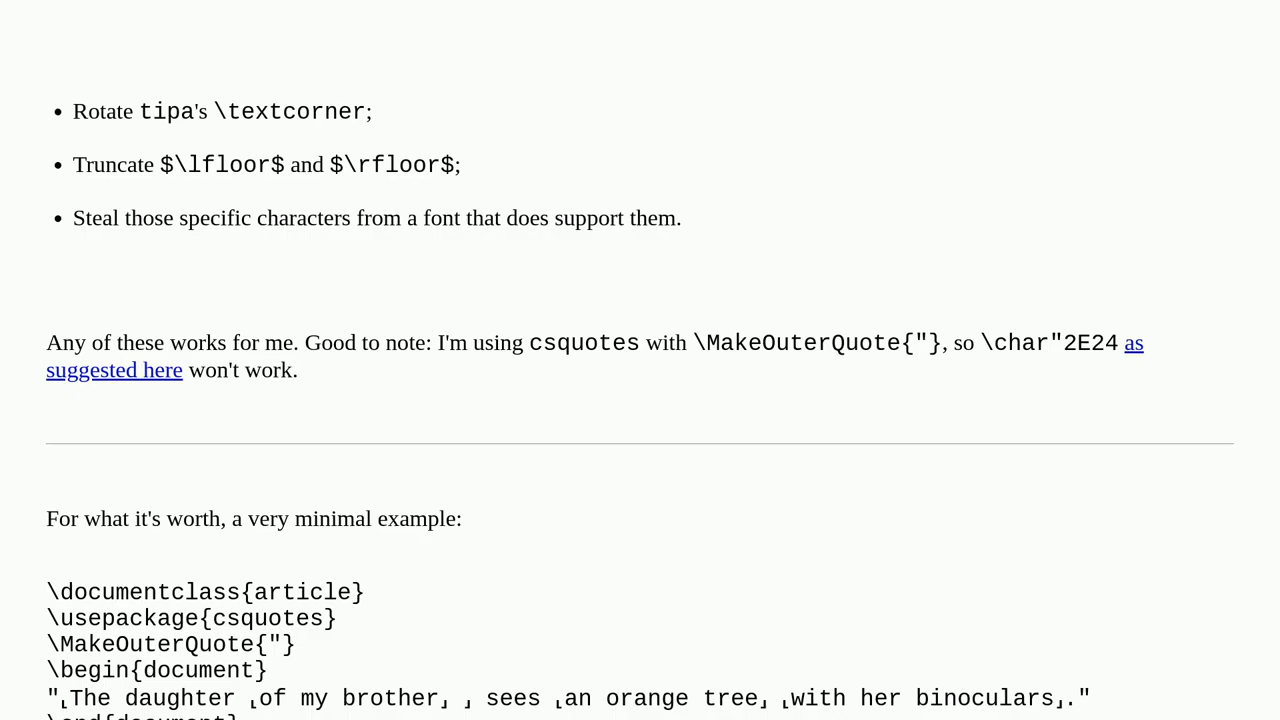 • Rotate tipa's \textcorner;
• Truncate $\lfloor$ and $\rfloor$;
• Steal those specific characters from a font that does support them.
Any of these works for me. Good to note: I'm using csquotes with \MakeOuterQuote{"}, so \char"2E24 as
suggested here won't work.
For what it's worth, a very minimal example:
\documentclass{article}
\usepackage{csquotes}
\MakeOuterQuote{"}
\begin{document}
"⸤The daughter ⸤of my brother⸥ ⸥ sees ⸤an orange tree⸥ ⸤with her binoculars⸥."
\end{document}